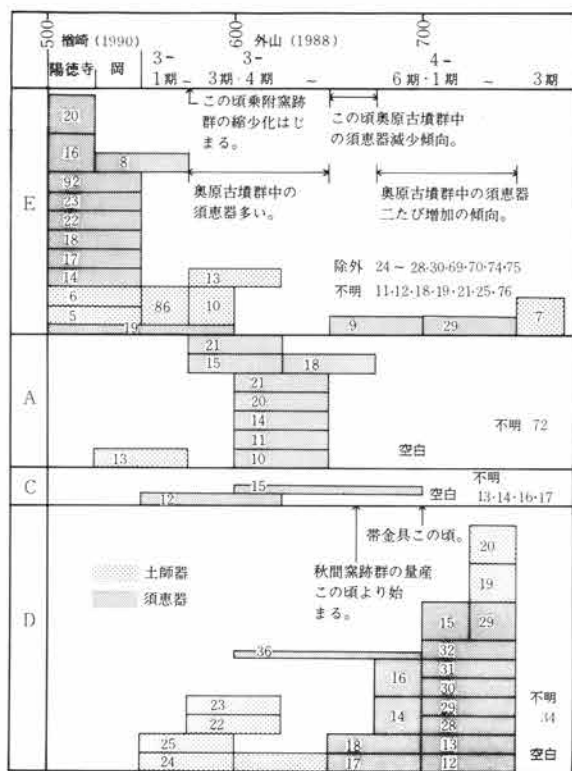 500 600 700
楢崎 (1990) 外山 (1988)
陽徳寺 岡 3-1期 ～ 3-3期・4期 ～ 4-6期・1期 ～ 3期
E
この頃乗附窯跡
群の縮少化はじ
まる。
この頃奥原古墳群中
の須恵器減少傾向。
奥原古墳群中の
須恵器多い。
奥原古墳群中の須恵器
二たび増加の傾向。
除外 24 ～ 28・30・69・70・74・75
不明 11・12・18・19・21・25・76
20
16 8
92
23
22
18
17
14 13
6 86 10
5
19 9 29 7
A
21
15 18
21
20
14
11
13 10
不明 72
空白
C
15
12
不明
空白 13・14・16・17
D
帯金具この頃。
秋間窯跡群の量産
この頃より始
まる。
土師器
須恵器
20
19
15 29
36 32
16 31
30
23 14 29
22 28
25 18 13
24 17 12
不明
34
空白